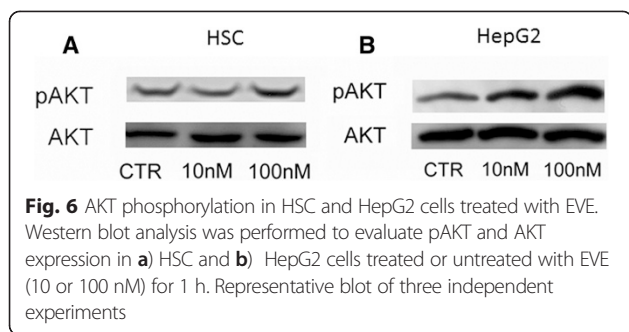 A HSC
pAKT
AKT
CTR 10nM 100nM
B HepG2
pAKT
AKT
CTR 10nM 100nM
Fig. 6 AKT phosphorylation in HSC and HepG2 cells treated with EVE.
Western blot analysis was performed to evaluate pAKT and AKT
expression in a) HSC and b) HepG2 cells treated or untreated with EVE
(10 or 100 nM) for 1 h. Representative blot of three independent
experiments